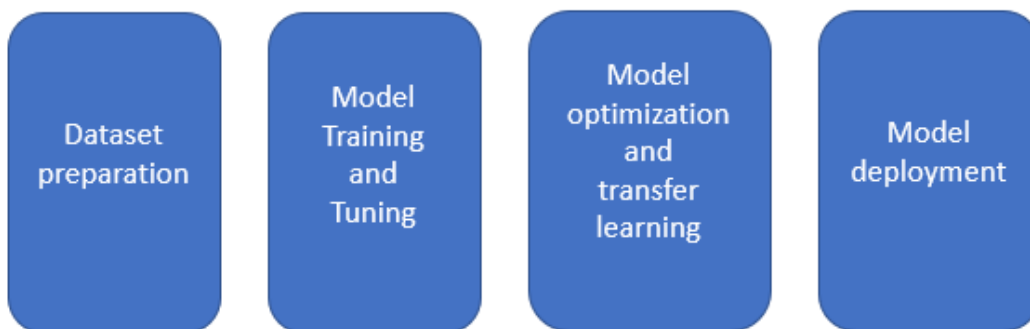 Dataset
preparation
Model
Training
and
Tuning
Model
optimization
and
transfer
learning
Model
deployment